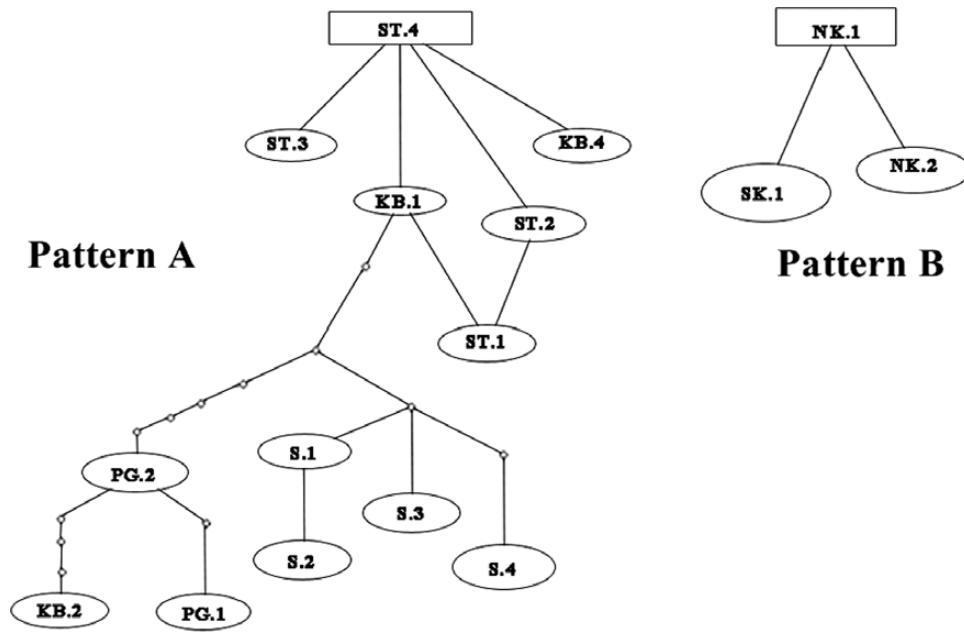 ST.4
NK.1
ST.3
KB.4
NK.2
SK.1
KB.1
ST.2
Pattern A
Pattern B
ST.1
S.1
PG.2
S.3
S.2
S.4
KB.2
PG.1